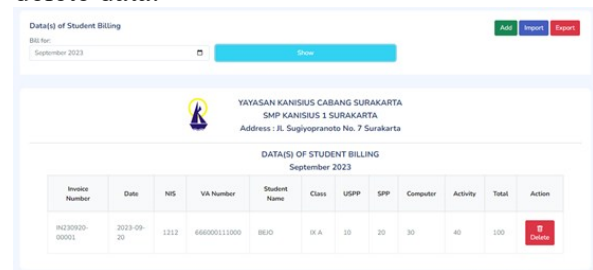 delete data.
Data(s) of Student Billing
Add Import Export
Bill for:
September 2023
Show
YAYASAN KANISIUS CABANG SURAKARTA
SMP KANISIUS 1 SURAKARTA
Address : JL Sugiyopranoto No. 7 Surakarta
DATA(S) OF STUDENT BILLING
September 2023
Invoice Number Date NIS VA Number Student Name Class USPP SPP Computer Activity Total Action
IN230920-00001 2023-09-20 1212 666000111000 BEJO IX A 10 20 30 40 100 Delete